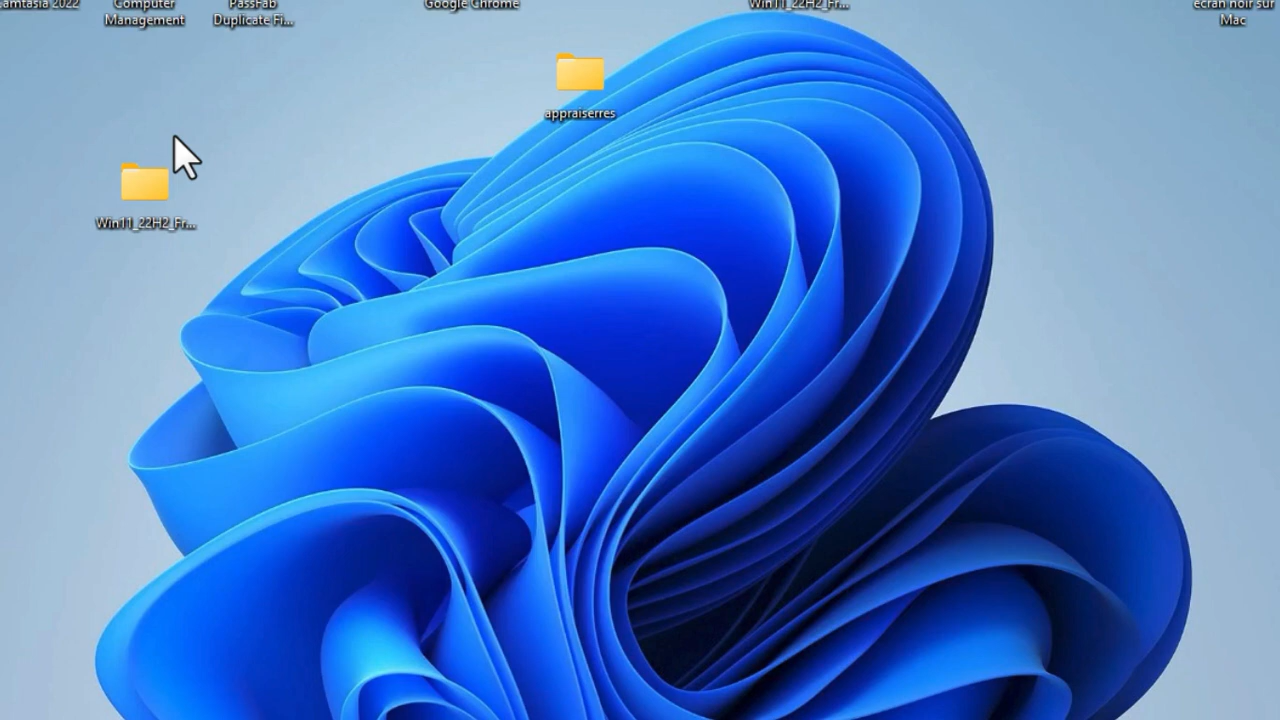 amtasia 2022
Computer
Management
PassFab
Duplicate Fi...
Google Chrome
Win11_22H2_Fr...
écran noir sur
Mac
appraiserres
Win11_22H2_Fr...